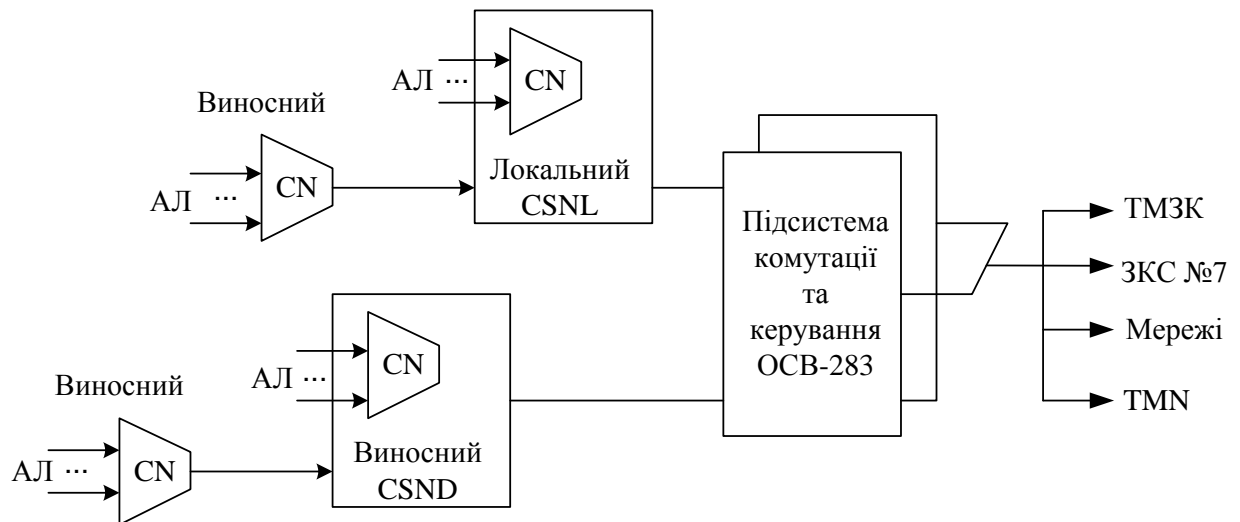 АЛ ...
CN
Локальний
CSNL
Виносний
АЛ ...
CN
Підсистема
комутації
та
керування
ОСВ-283
ТМЗК
ЗКС №7
Мережі
TMN
АЛ ...
CN
Виносний
CSND
Виносний
АЛ ...
CN